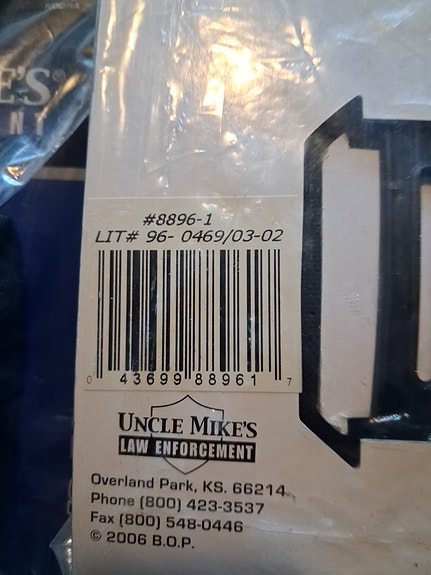 E'S®
ENT
#8896-1
LIT# 96- 0469/03-02
0 43699 88961 7
UNCLE MIKE'S
LAW ENFORCEMENT
Overland Park, KS. 66214
Phone (800) 423-3537
Fax (800) 548-0446
© 2006 B.O.P.